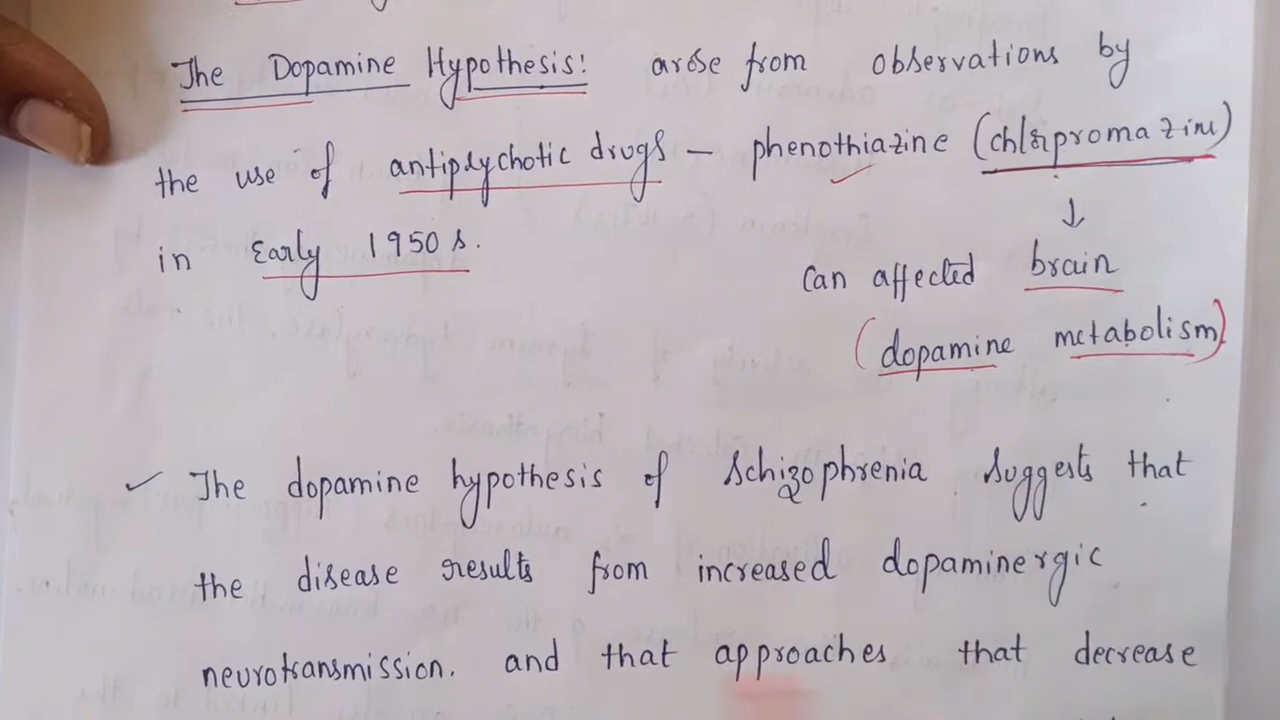 The Dopamine Hypothesis: arose from observations by
the use of antipsychotic drugs – phenothiazine (chlorpromazine)
in Early 1950s.
↓
Can affected brain
(dopamine metabolism)
✓ The dopamine hypothesis of Schizophrenia suggests that
the disease results from increased dopaminergic
neurotransmission. and that approaches that decrease